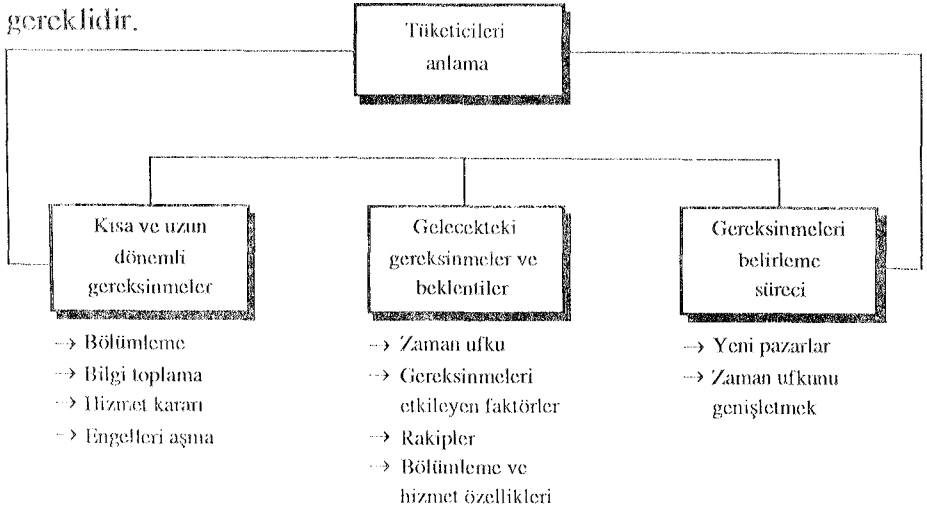 gereklidir.
Tüketicileri
anlama
Kısa ve uzun
dönemli
gereksinmeler
→ Bölümleme
→ Bilgi toplama
→ Hizmet kararı
→ Engelleri aşma
Gelecekteki
gereksinmeler ve
beklentiler
→ Zaman ufku
→ Gereksinmeleri
etkileyen faktörler
→ Rakipler
→ Bölümleme ve
hizmet özellikleri
Gereksinmeleri
belirleme
süreci
→ Yeni pazarlar
→ Zaman ufkunu
genişletmek